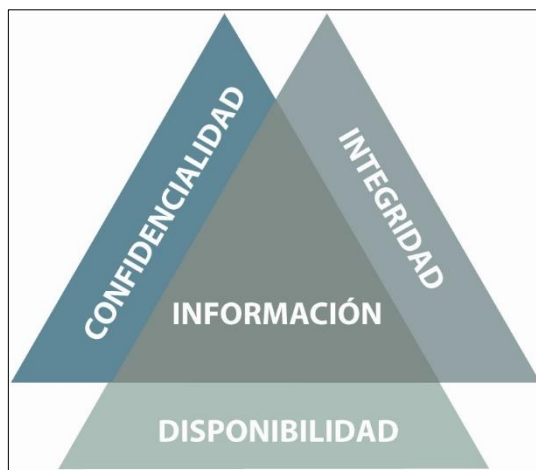 CONFIDENCIALIDAD
INTEGRIDAD
INFORMACIÓN
DISPONIBILIDAD